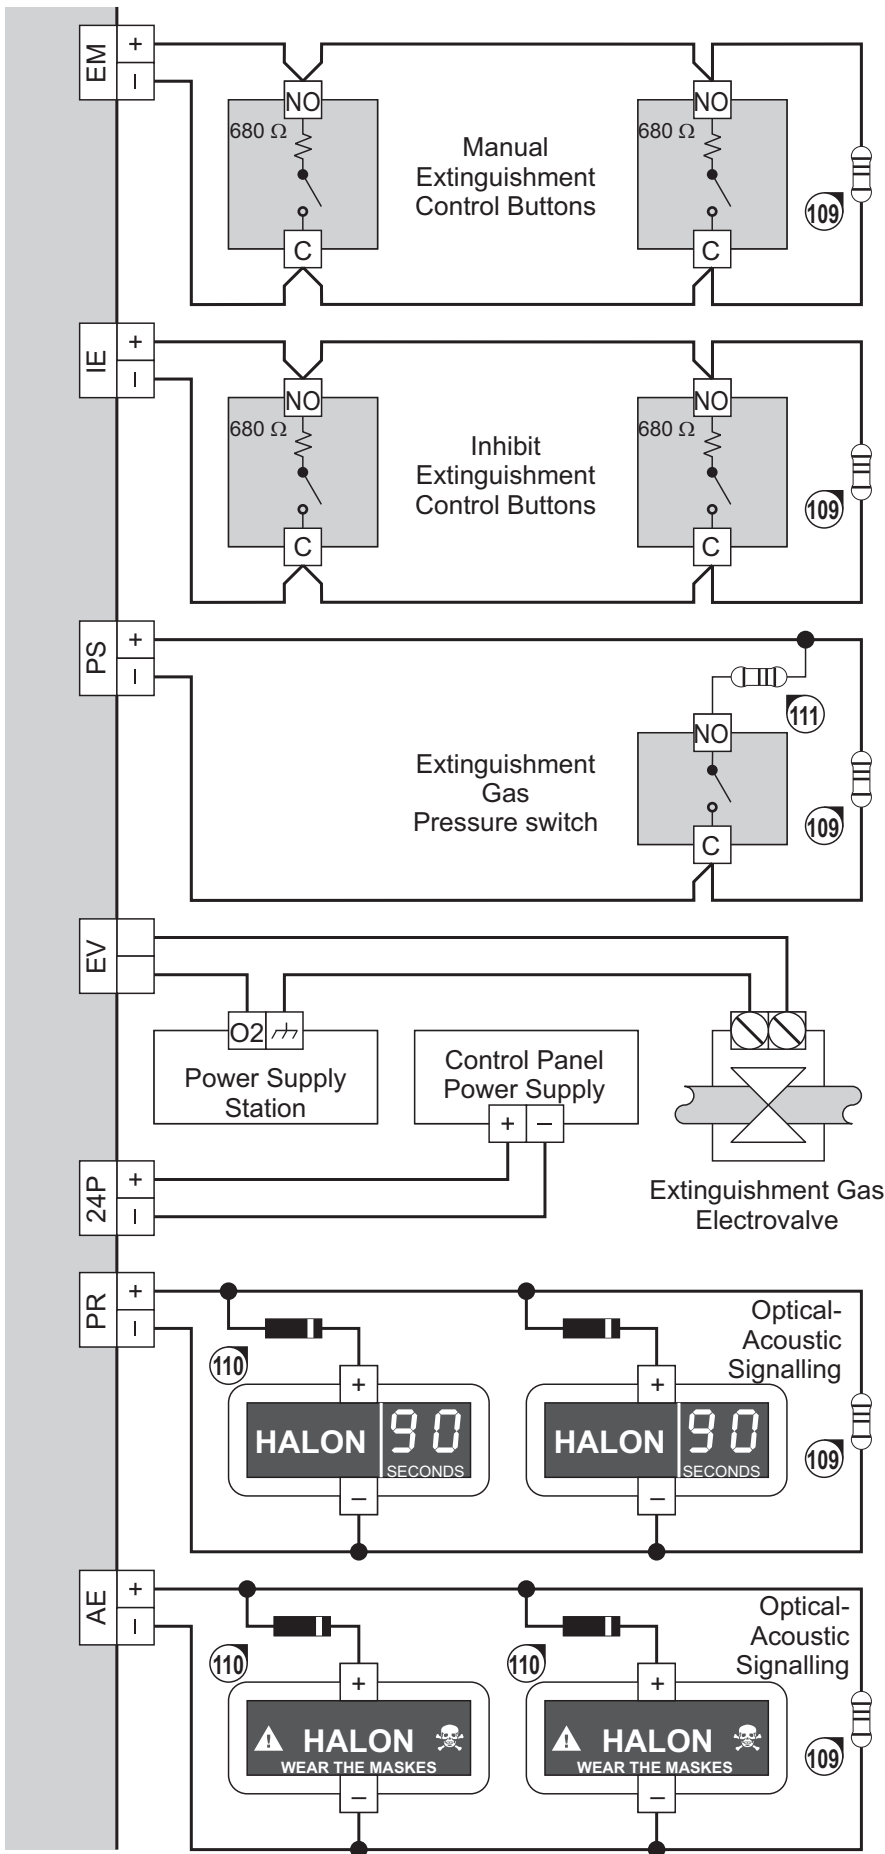 EM
+
–
NO
NO
680 Ω
680 Ω
Manual
Extinguishment
Control Buttons
109
C
C
IE
+
–
NO
NO
680 Ω
680 Ω
Inhibit
Extinguishment
Control Buttons
109
C
C
PS
+
–
111
NO
Extinguishment
Gas
Pressure switch
109
C
EV
O2
Power Supply
Station
Control Panel
Power Supply
+ –
24P
+
–
Extinguishment Gas
Electrovalve
PR
+
–
Optical-
Acoustic
Signalling
110
+
+
HALON 90
SECONDS
HALON 90
SECONDS
109
–
–
AE
+
–
Optical-
Acoustic
Signalling
110
110
+
+
HALON
WEAR THE MASKES
HALON
WEAR THE MASKES
109
–
–